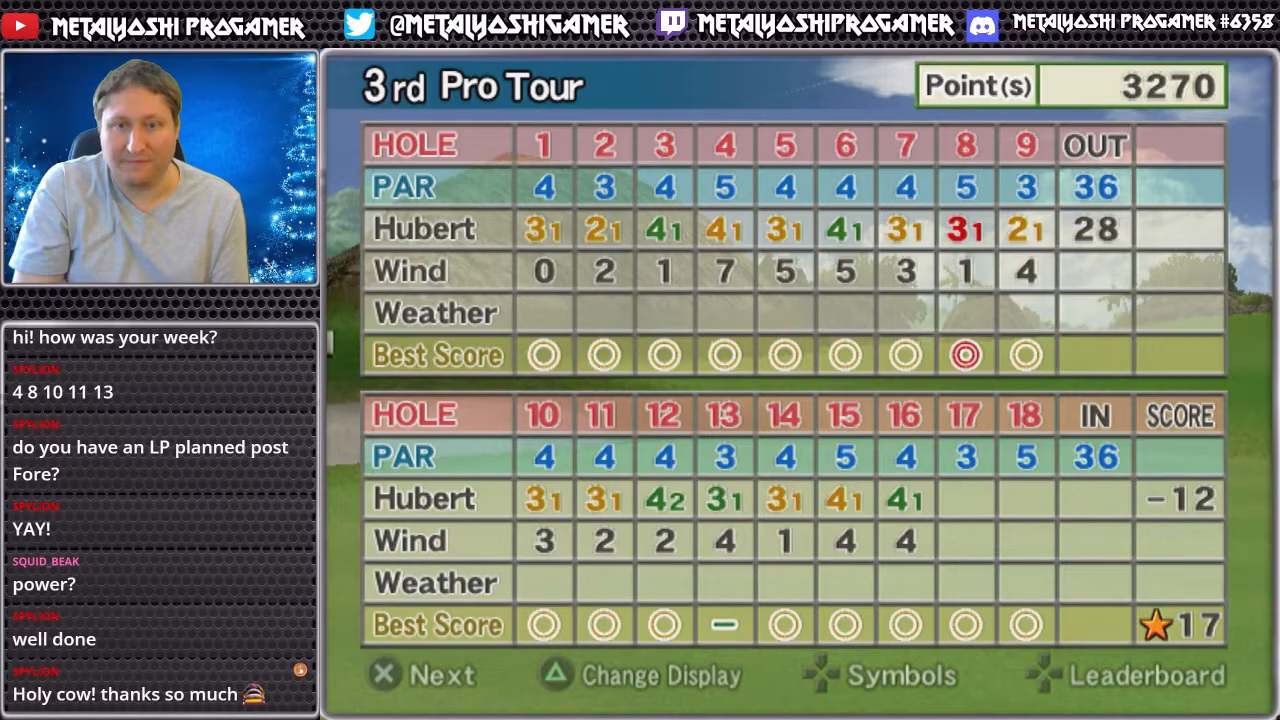 METALYOSHI PROGAMER @METALYOSHIGAMER METALYOSHIPROGAMER METALYOSHI PROGAMER #6358
hi! how was your week?
SPYLION
4 8 10 11 13
SPYLION
do you have an LP planned post
Fore?
SPYLION
YAY!
SQUID_BEAK
power?
SPYLION
well done
SPYLION
Holy cow! thanks so much
3rd Pro Tour Point(s) 3270
HOLE 1 2 3 4 5 6 7 8 9 OUT
PAR 4 3 4 5 4 4 4 5 3 36
Hubert 31 21 41 41 31 41 31 31 21 28
Wind 0 2 1 7 5 5 3 1 4
Weather
Best Score ◎ ◎ ◎ ◎ ◎ ◎ ◎ ◎ ◎
HOLE 10 11 12 13 14 15 16 17 18 IN SCORE
PAR 4 4 4 3 4 5 4 3 5 36
Hubert 31 31 42 31 31 41 41 -12
Wind 3 2 2 4 1 4 4
Weather
Best Score ◎ ◎ ◎ – ◎ ◎ ◎ ◎ ◎ ★17
Next Change Display Symbols Leaderboard